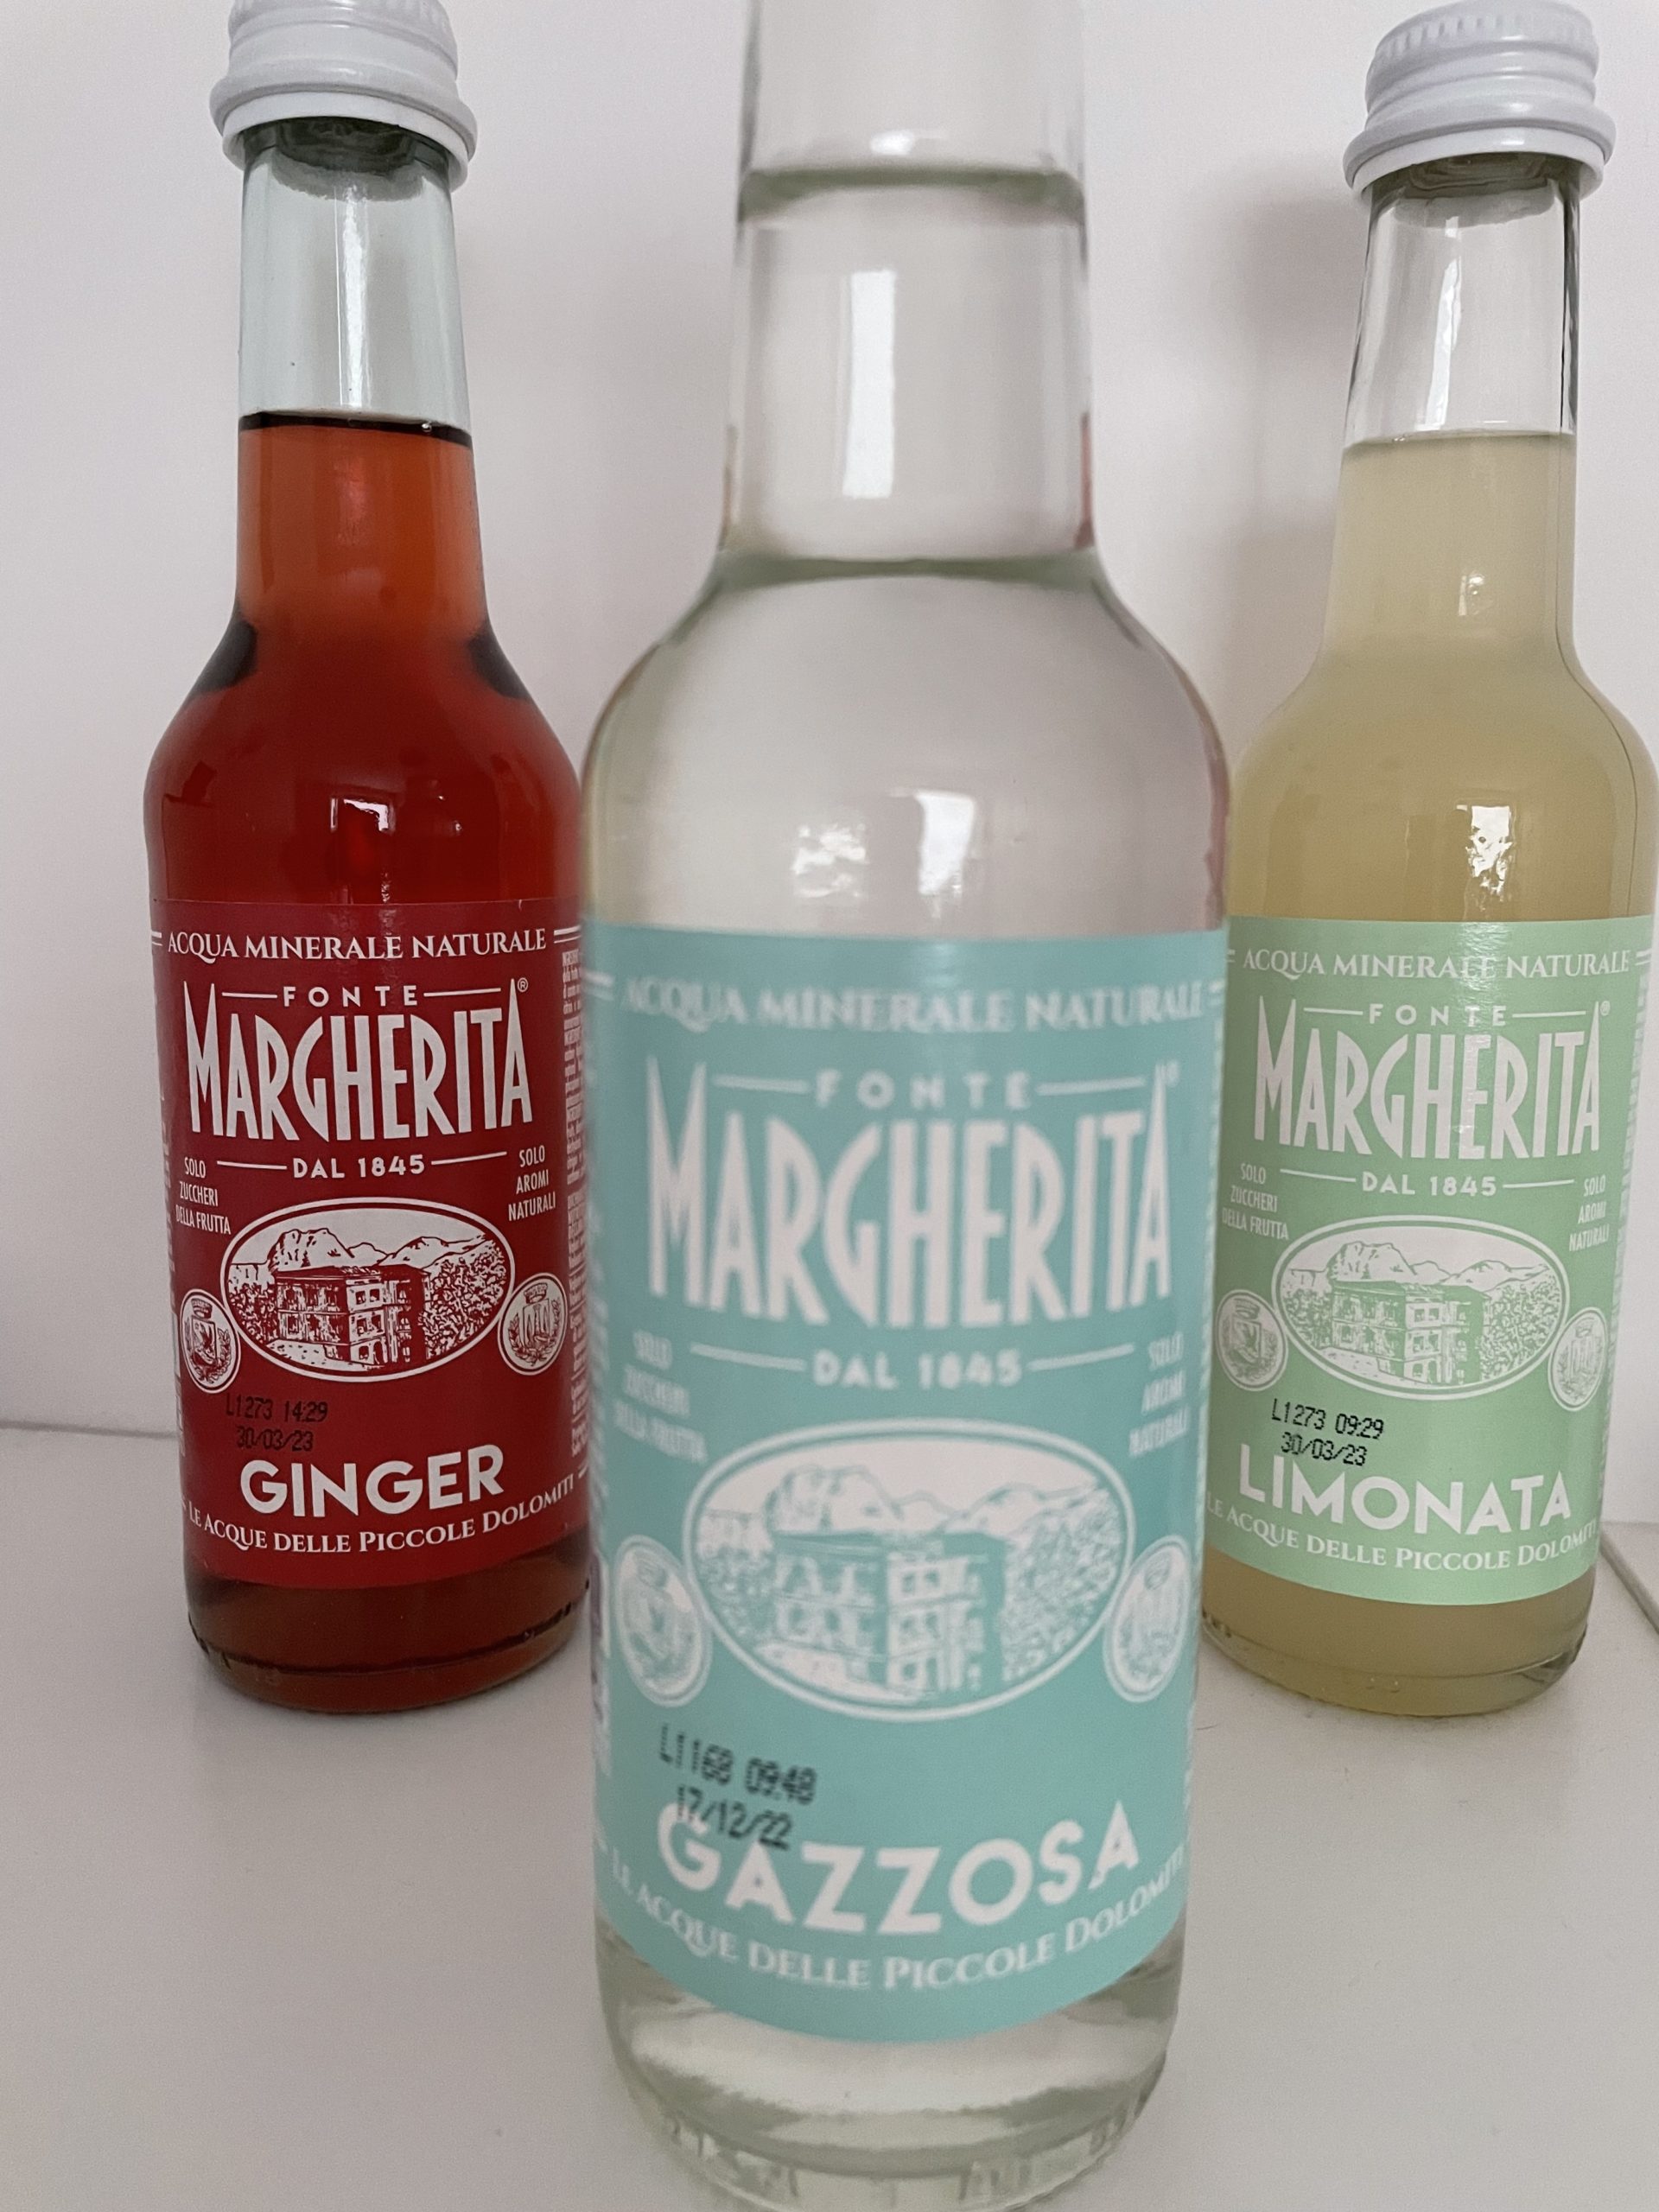 ACQUA MINERALE NATURALE
FONTE
MARGHERITA®
DAL 1845
SOLO
ZUCCHERI
DELLA FRUTTA
SOLO
AROMI
NATURALI
L1273 14:29
30/03/23
GINGER
LE ACQUE DELLE PICCOLE DOLOMITI
ACQUA MINERALE NATURALE
FONTE
MARGHERITA®
DAL 1845
SOLO
ZUCCHERI
DELLA FRUTTA
SOLO
AROMI
NATURALI
L1168 09:48
17/12/22
GAZZOSA
LE ACQUE DELLE PICCOLE DOLOMITI
ACQUA MINERALE NATURALE
FONTE
MARGHERITA®
DAL 1845
SOLO
ZUCCHERI
DELLA FRUTTA
SOLO
AROMI
NATURALI
L1273 09:29
30/03/23
LIMONATA
LE ACQUE DELLE PICCOLE DOLOMITI